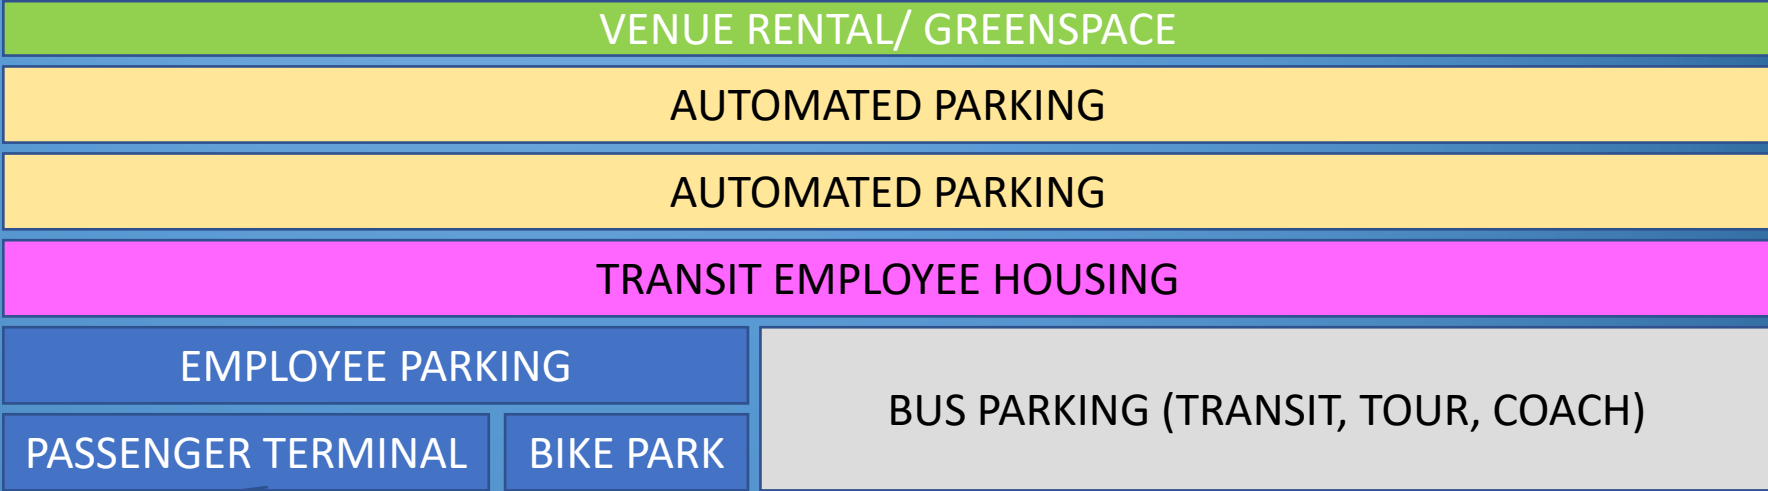 VENUE RENTAL/ GREENSPACE
AUTOMATED PARKING
AUTOMATED PARKING
TRANSIT EMPLOYEE HOUSING
EMPLOYEE PARKING
BUS PARKING (TRANSIT, TOUR, COACH)
PASSENGER TERMINAL
BIKE PARK